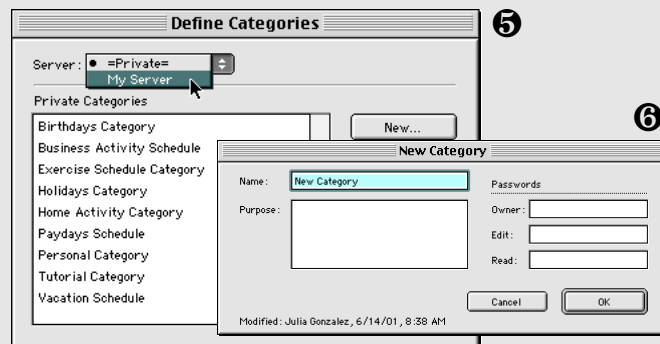 Define Categories
❺
Server: • =Private=
My Server
Private Categories
Birthdays Category
Business Activity Schedule
Exercise Schedule Category
Holidays Category
Home Activity Category
Paydays Schedule
Personal Category
Tutorial Category
Vacation Schedule
New...
❻
New Category
Name: New Category
Purpose:
Passwords
Owner:
Edit:
Read:
Cancel OK
Modified: Julia Gonzalez, 6/14/01, 8:38 AM